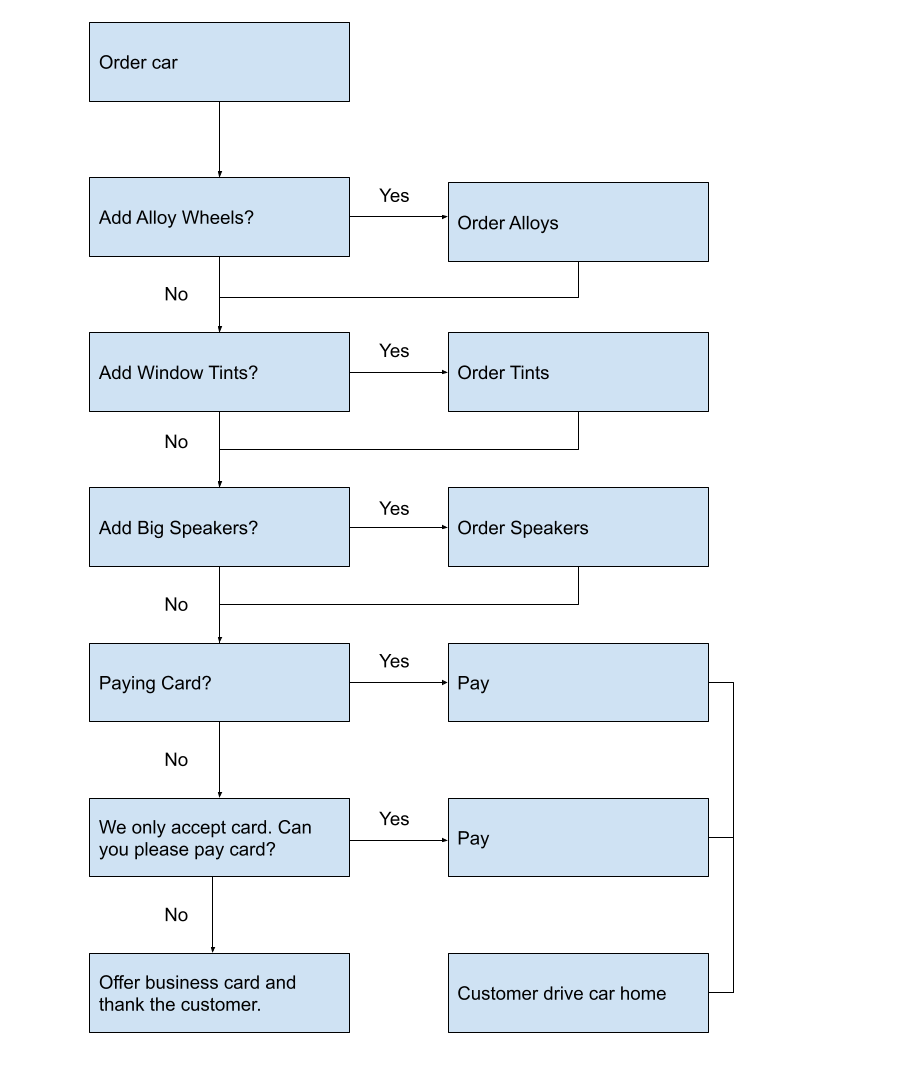 Order car
Add Alloy Wheels?
Yes
Order Alloys
No
Add Window Tints?
Yes
Order Tints
No
Add Big Speakers?
Yes
Order Speakers
No
Paying Card?
Yes
Pay
No
We only accept card. Can
you please pay card?
Yes
Pay
No
Offer business card and
thank the customer.
Customer drive car home